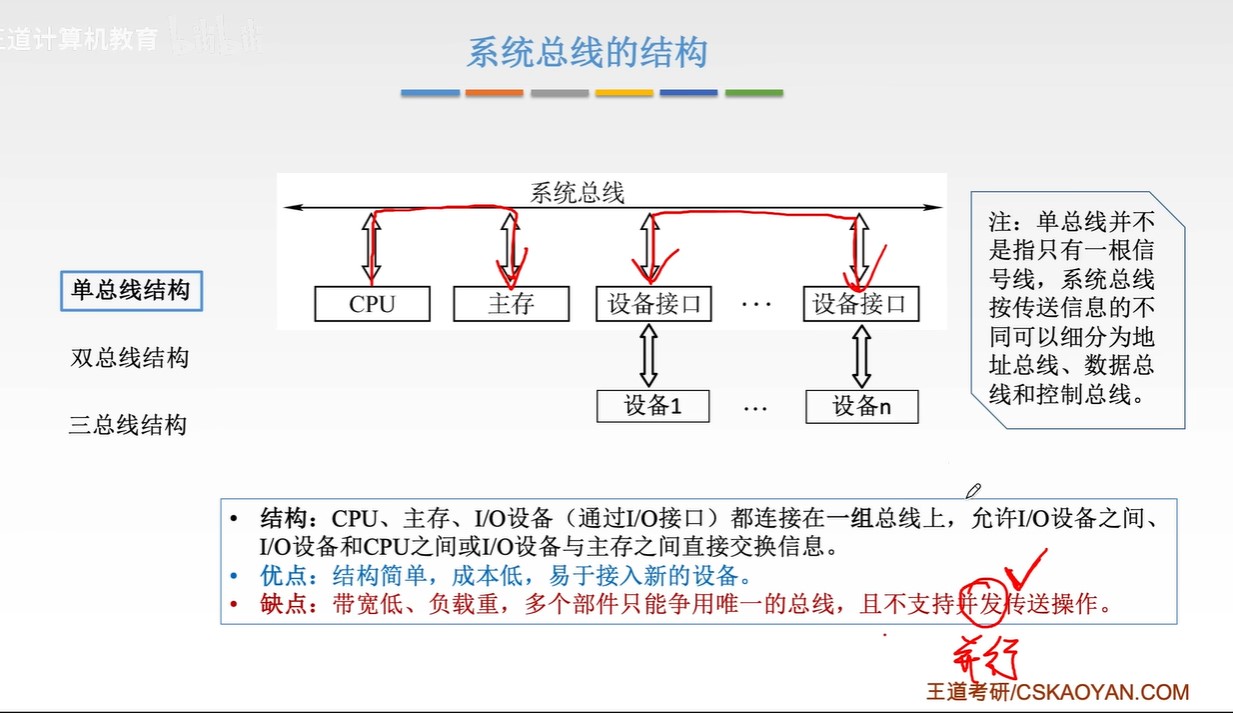 王道计算机教育 bilibili
系统总线的结构
系统总线
CPU
主存
设备接口
…
设备接口
设备1
…
设备n
单总线结构
双总线结构
三总线结构
注：单总线并不
是指只有一根信
号线，系统总线
按传送信息的不
同可以细分为地
址总线、数据总
线和控制总线。
• 结构：CPU、主存、I/O设备（通过I/O接口）都连接在一组总线上，允许I/O设备之间、
I/O设备和CPU之间或I/O设备与主存之间直接交换信息。
• 优点：结构简单，成本低，易于接入新的设备。
• 缺点：带宽低、负载重，多个部件只能争用唯一的总线，且不支持并发传送操作。
并行
王道考研/CSKAOYAN.COM